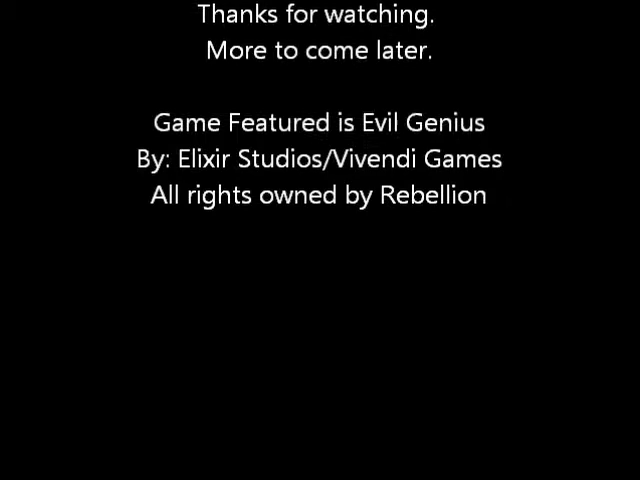 Thanks for watching.
More to come later.
Game Featured is Evil Genius
By: Elixir Studios/Vivendi Games
All rights owned by Rebellion